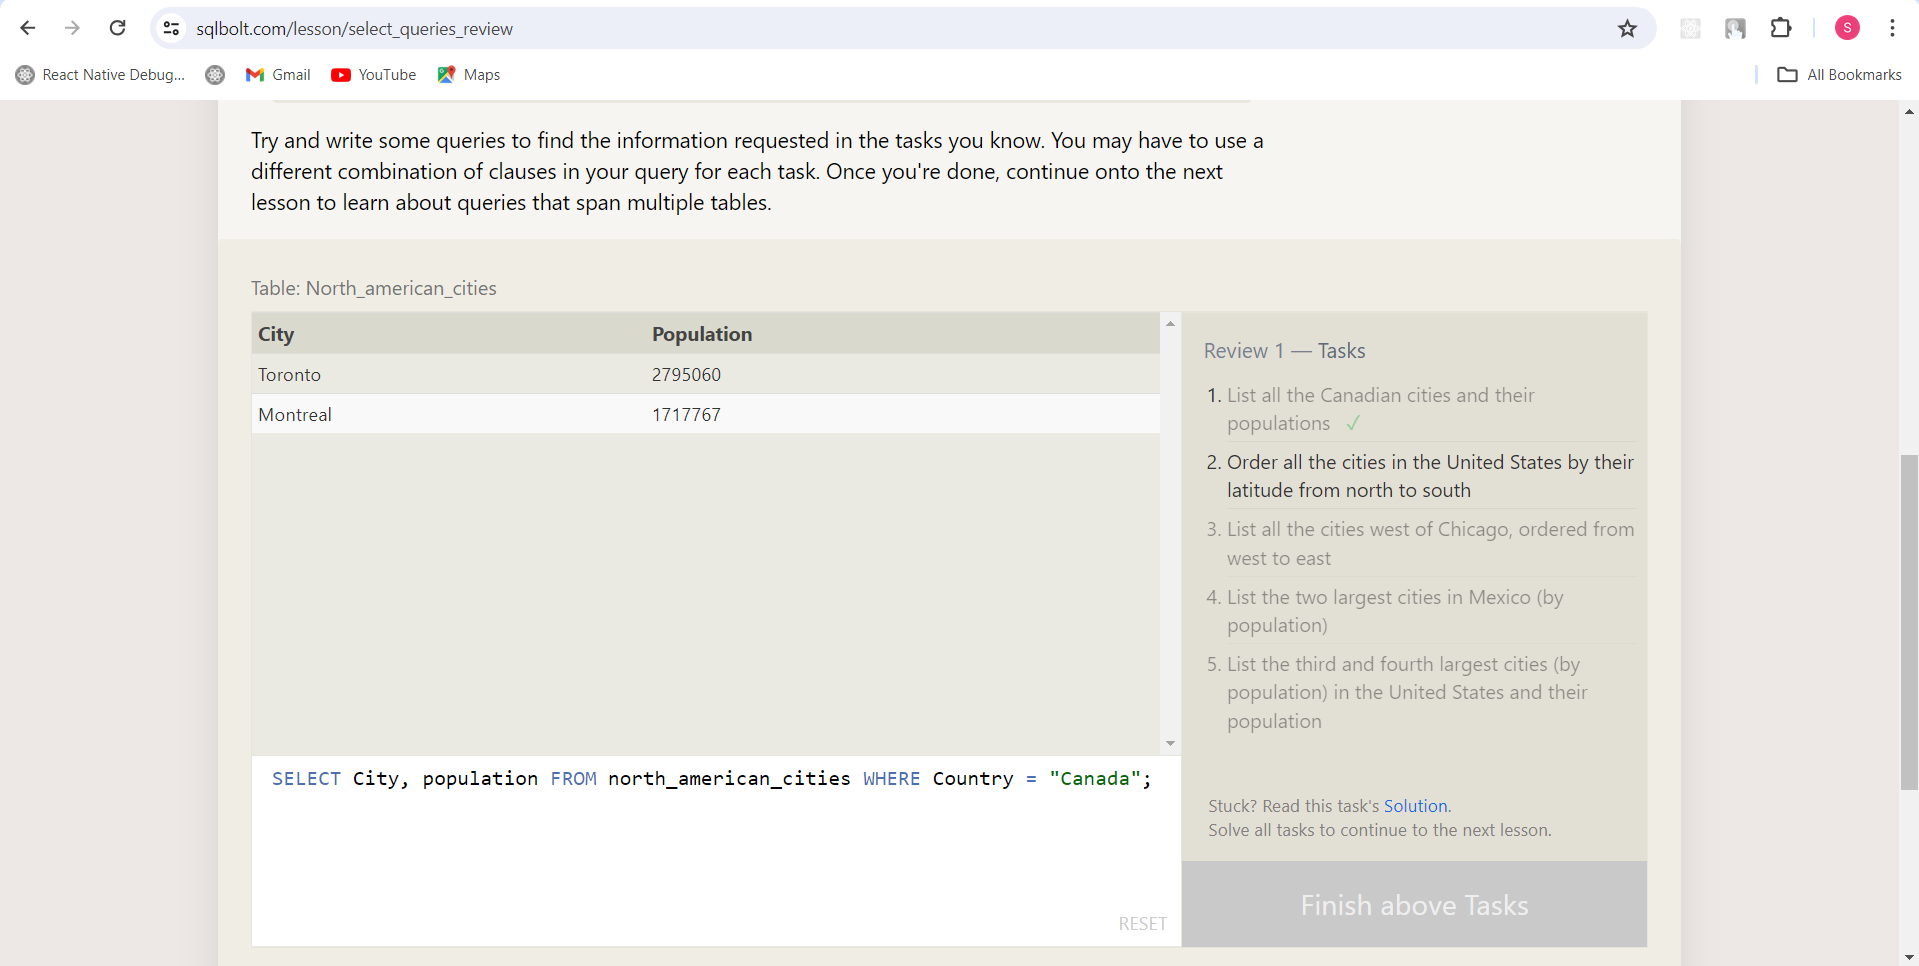 sqlbolt.com/lesson/select_queries_review
S
React Native Debug...
Gmail
YouTube
Maps
All Bookmarks
Try and write some queries to find the information requested in the tasks you know. You may have to use a
different combination of clauses in your query for each task. Once you're done, continue onto the next
lesson to learn about queries that span multiple tables.
Table: North_american_cities
City Population
Toronto 2795060
Montreal 1717767
SELECT City, population FROM north_american_cities WHERE Country = "Canada";
RESET
Review 1 — Tasks
1. List all the Canadian cities and their
populations ✓
2. Order all the cities in the United States by their
latitude from north to south
3. List all the cities west of Chicago, ordered from
west to east
4. List the two largest cities in Mexico (by
population)
5. List the third and fourth largest cities (by
population) in the United States and their
population
Stuck? Read this task's Solution.
Solve all tasks to continue to the next lesson.
Finish above Tasks